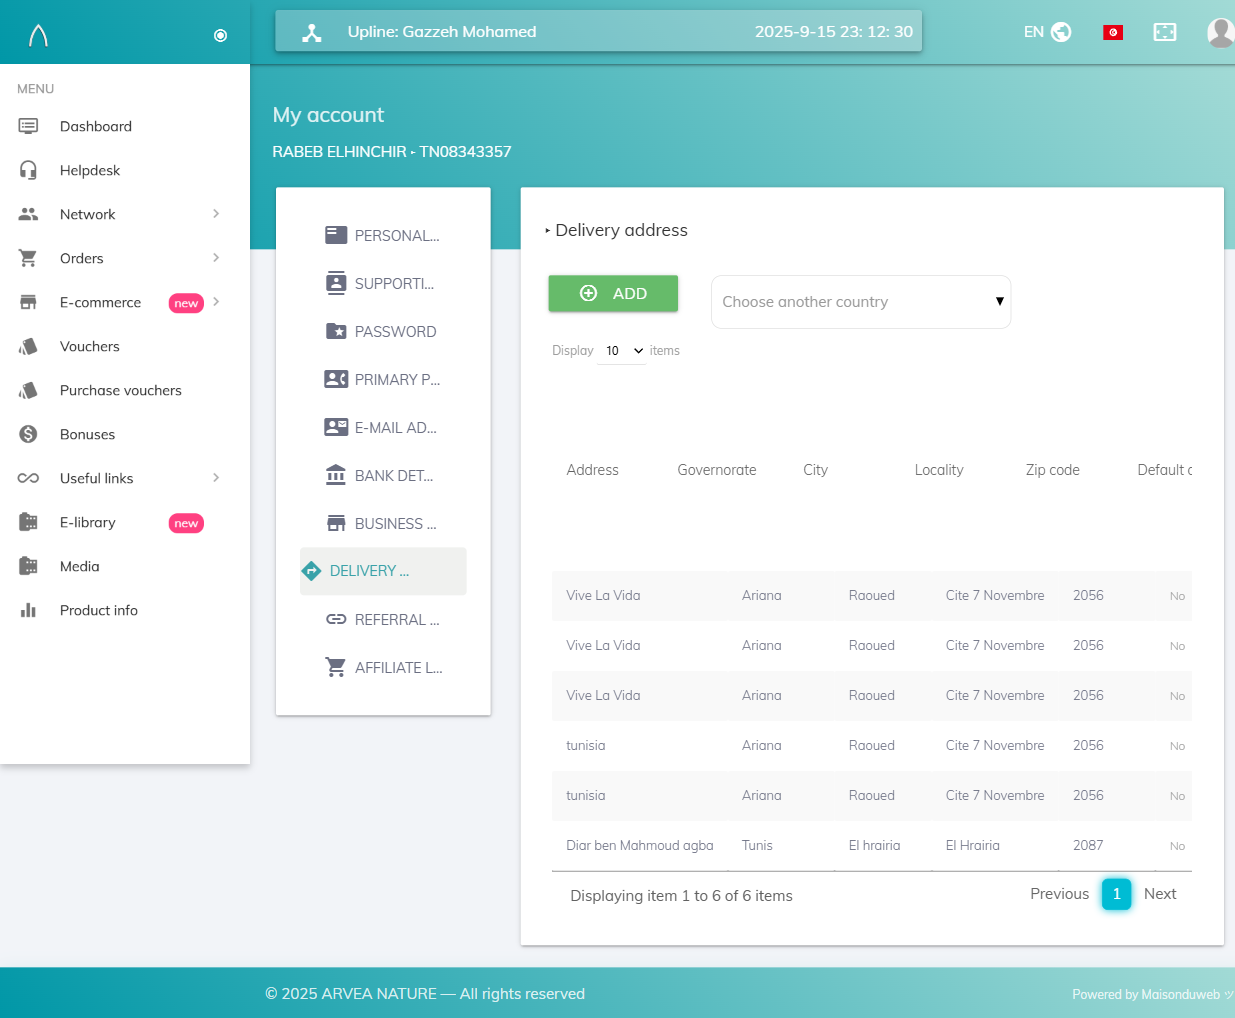 Upline: Gazzeh Mohamed 2025-9-15 23: 12: 30 EN
MENU
Dashboard
Helpdesk
Network
Orders
E-commerce new
Vouchers
Purchase vouchers
Bonuses
Useful links
E-library new
Media
Product info
My account
RABEB ELHINCHIR ▸ TN08343357
PERSONAL...
SUPPORTI...
PASSWORD
PRIMARY P...
E-MAIL AD...
BANK DET...
BUSINESS ...
DELIVERY ...
REFERRAL ...
AFFILIATE L...
▸ Delivery address
ADD Choose another country
Display 10 items
Address Governorate City Locality Zip code Default
Vive La Vida Ariana Raoued Cite 7 Novembre 2056 No
Vive La Vida Ariana Raoued Cite 7 Novembre 2056 No
Vive La Vida Ariana Raoued Cite 7 Novembre 2056 No
tunisia Ariana Raoued Cite 7 Novembre 2056 No
tunisia Ariana Raoued Cite 7 Novembre 2056 No
Diar ben Mahmoud agba Tunis El hrairia El Hrairia 2087 No
Displaying item 1 to 6 of 6 items Previous 1 Next
© 2025 ARVEA NATURE — All rights reserved Powered by Maisonduweb ツ